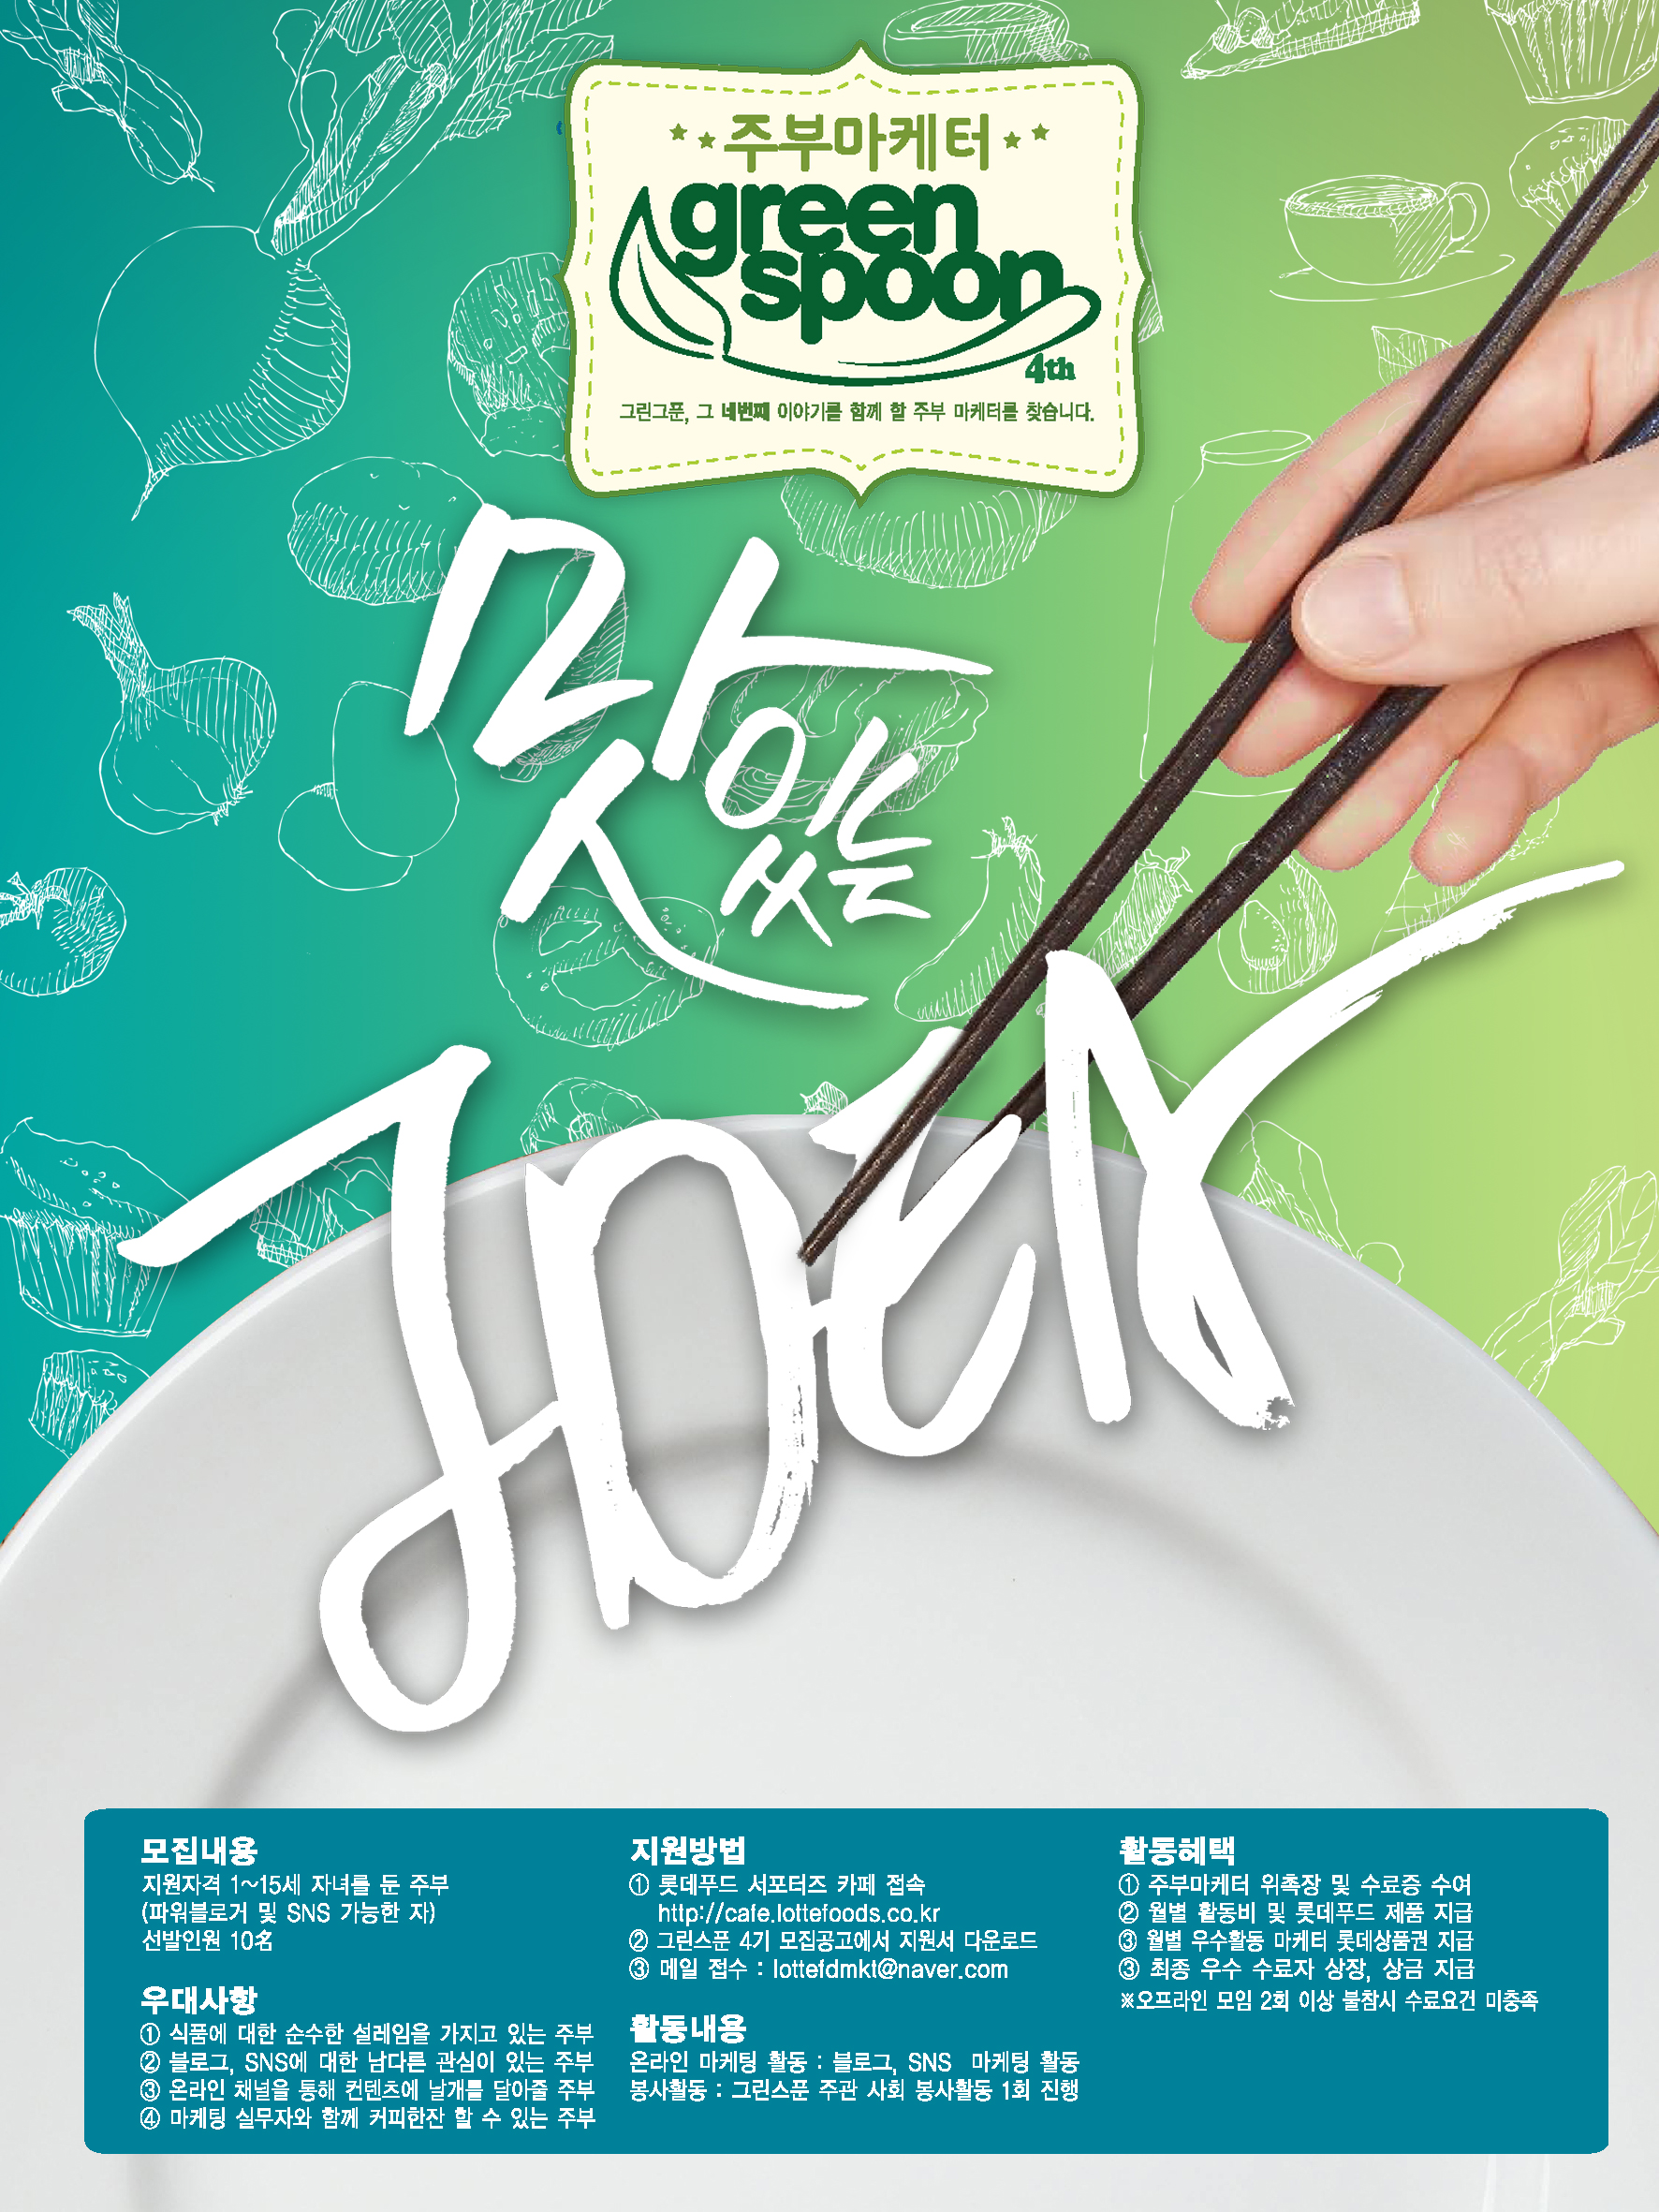 주부마케터
green
spoon
4th
그린그푼, 그 네번째 이야기를 함께 할 주부 마케터를 찾습니다.
맛있는
모집내용
지원자격 1~15세 자녀를 둔 주부
(파워블로거 및 SNS 가능한 자)
선발인원 10名
우대사항
① 식품에 대한 순수한 설레임을 가지고 있는 주부
② 블로그, SNS에 대한 남다른 관심이 있는 주부
③ 온라인 채널을 통해 컨텐츠에 날개를 달아줄 주부
④ 마케팅 실무자와 함께 커피한잔 할 수 있는 주부
지원방법
① 롯데푸드 서포터즈 카페 접속
http://cafe.lottefoods.co.kr
② 그린스푼 4기 모집공고에서 지원서 다운로드
③ 메일 접수 : lottefdmkt@naver.com
활동내용
온라인 마케팅 활동 : 블로그, SNS 마케팅 활동
봉사활동 : 그린스푼 주관 사회 봉사활동 1회 진행
활동혜택
① 주부마케터 위촉장 및 수료증 수여
② 월별 활동비 및 롯데푸드 제품 지급
③ 월별 우수활동 마케터 롯데상품권 지급
③ 최종 우수 수료자 상장, 상금 지급
※오프라인 모임 2회 이상 불참시 수료요건 미충족